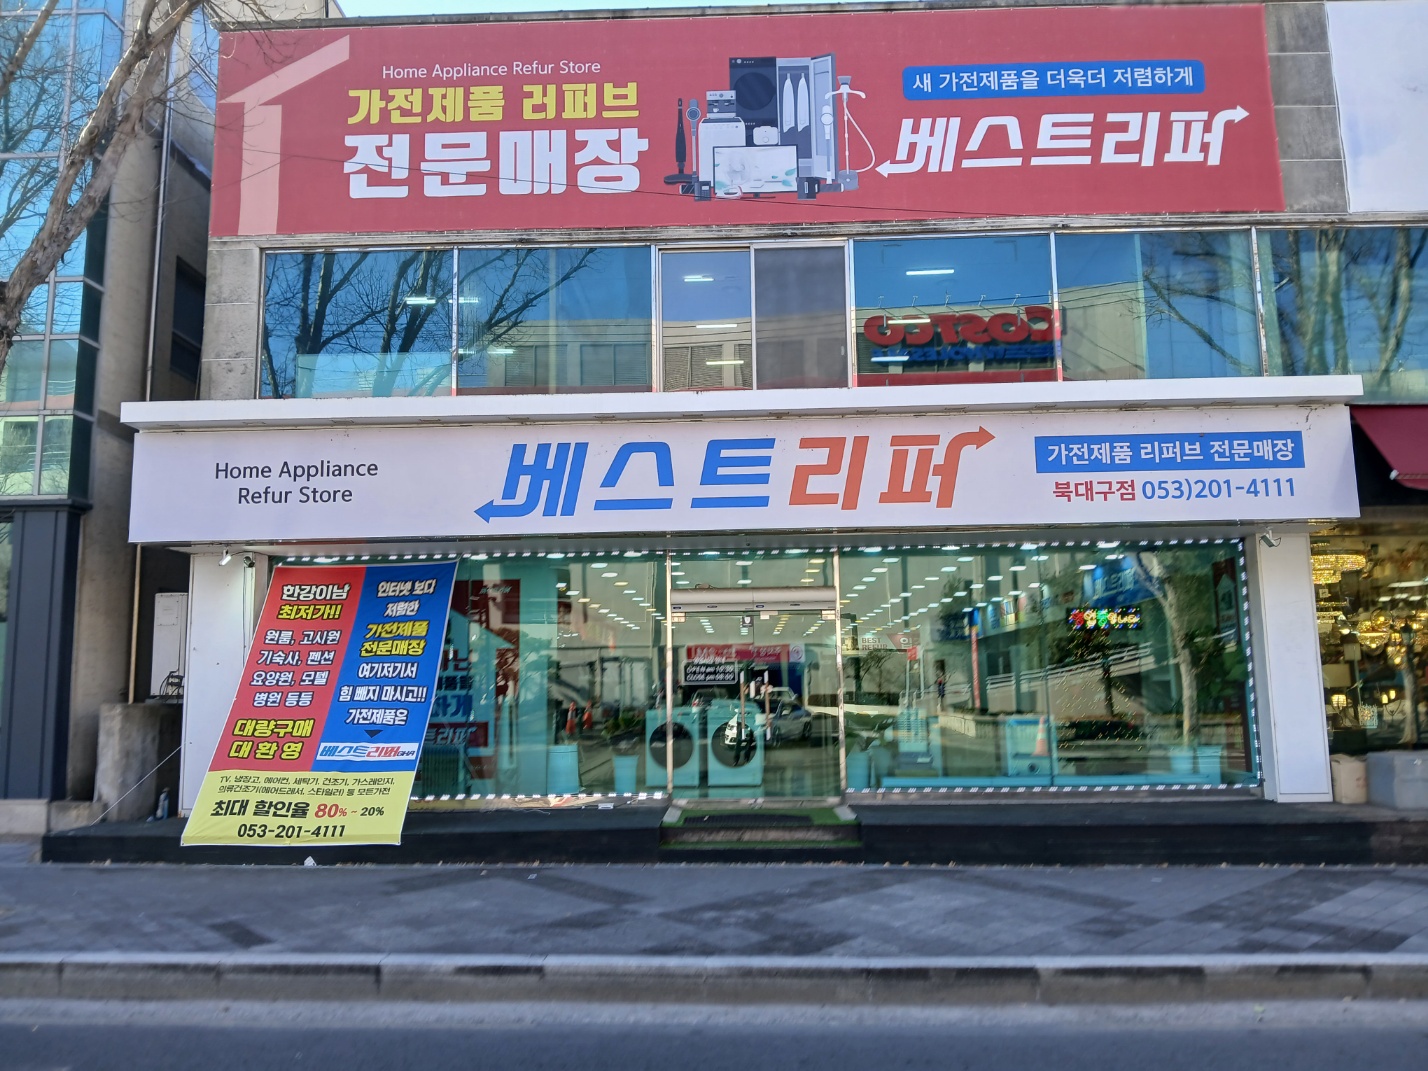 Home Appliance Refur Store
가전제품 리퍼브
전문매장
새 가전제품을 더욱더 저렴하게
베스트리퍼
COSTCO
Home Appliance
Refur Store
베스트리퍼
가전제품 리퍼브 전문매장
북대구점 053)201-4111
한강이남
최저가!!
원룸, 고시원
기숙사, 펜션
요양원, 모텔
병원 등등
대량구매
대 환 영
인터넷 보다
저렴한
가전제품
전문매장
여기저기서
힘 빼지 마시고!!
가전제품은
베스트리퍼
TV, 냉장고, 에어컨, 세탁기, 건조기, 가스레인지,
의류건조기(에어드레서, 스타일러) 등 모든가전
최대 할인율 80% ~ 20%
053-201-4111